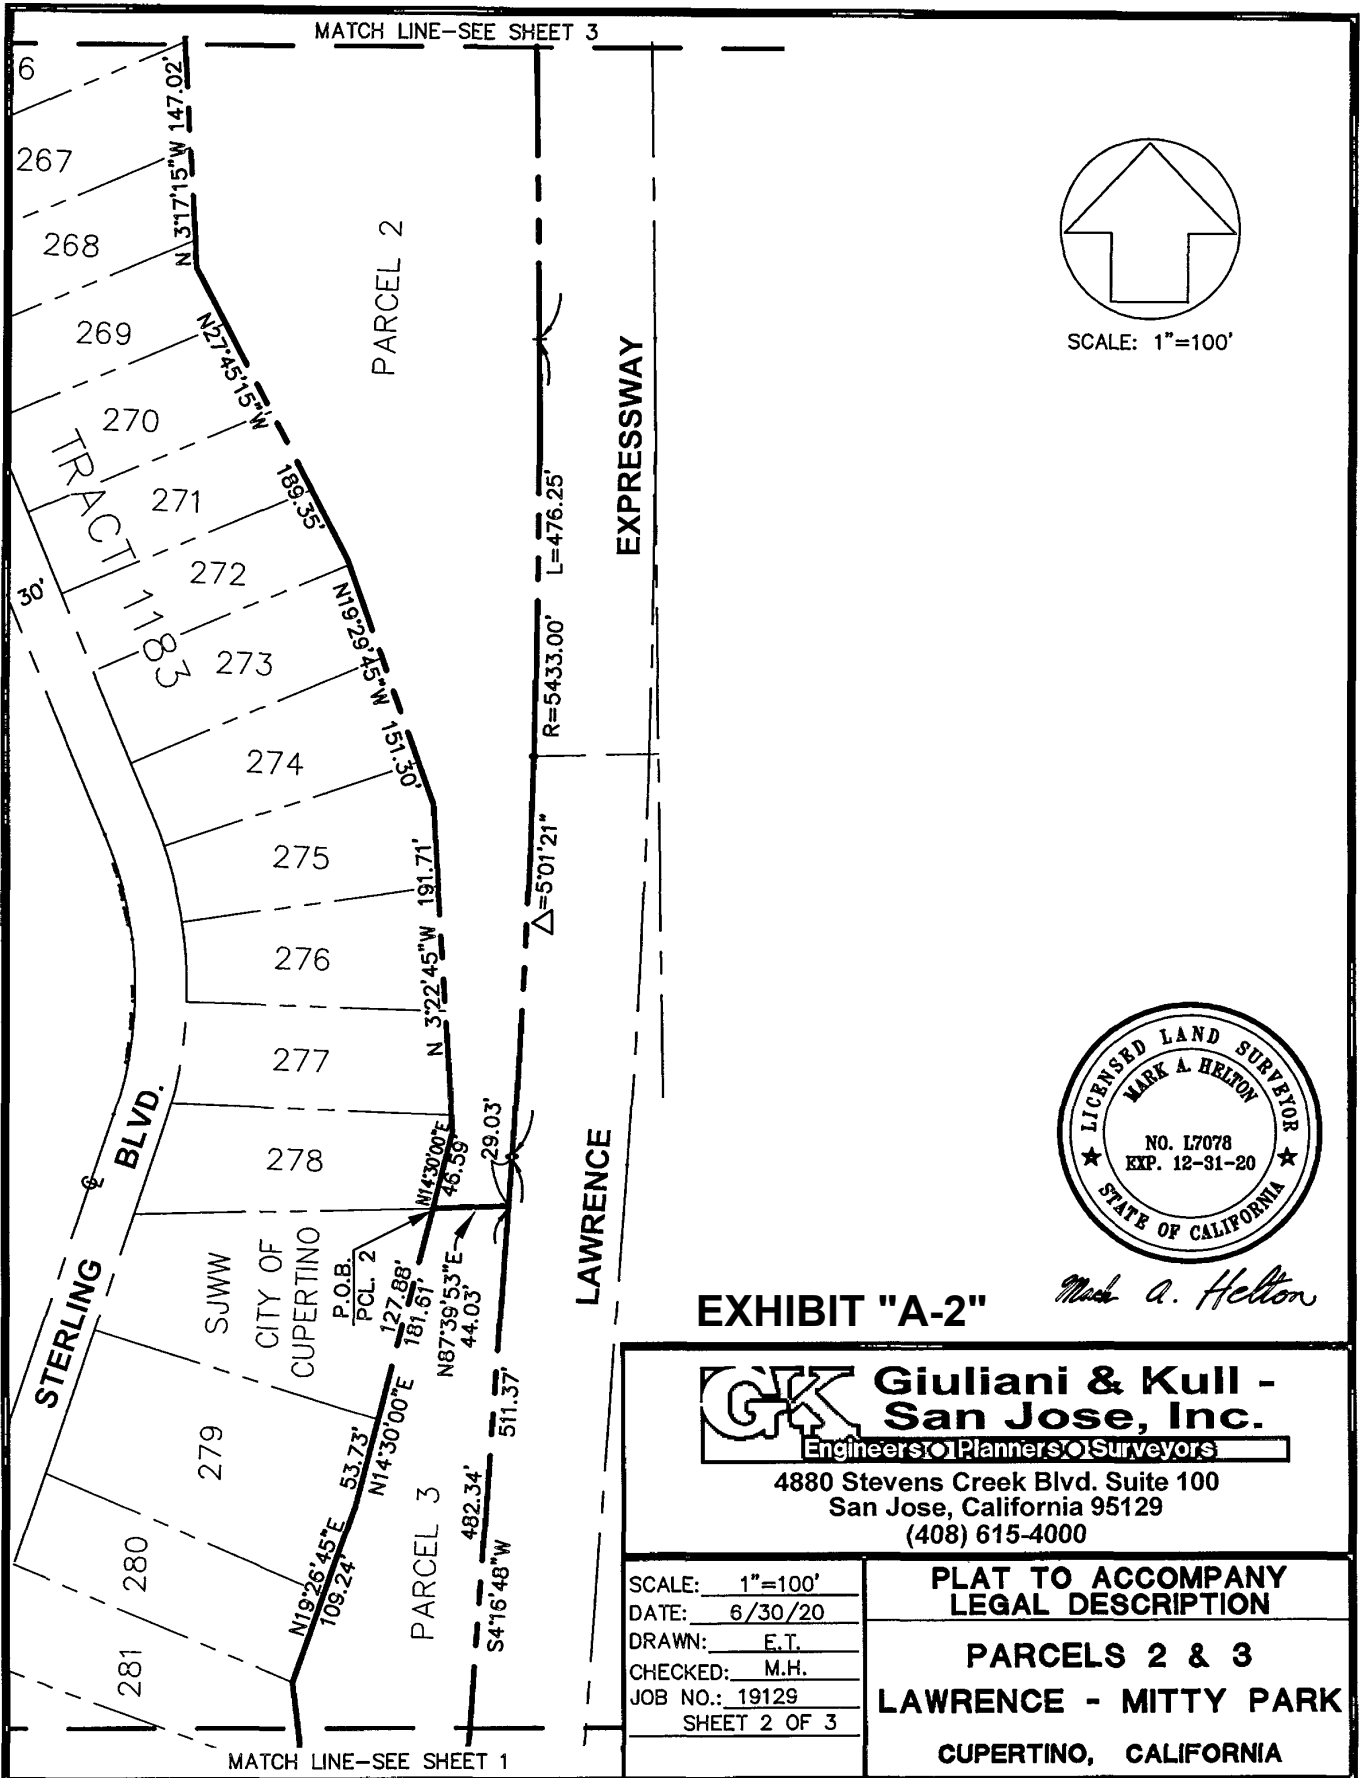 MATCH LINE-SEE SHEET 3
6
267
268
269
270
271
272
273
274
275
276
277
278
279
280
281
TRACT 1183
30'
N 3°17'15"W 147.02'
N27°45'15"W
189.35'
N19°29'45"W 151.30'
N 3°22'45"W 191.71'
N14°30'00"E
46.59'
29.03'
PARCEL 2
L=476.25'
R=5433.00'
△=5°01'21"
EXPRESSWAY
LAWRENCE
SCALE: 1"=100'
STERLING BLVD.
℄
SJWW
CITY OF
CUPERTINO
P.O.B.
PCL. 2
127.88'
181.61'
N87°39'53"E
44.03'
N14°30'00"E
53.73'
511.37'
482.34'
S4°16'48"W
N19°26'45"E
109.24'
PARCEL 3
MATCH LINE-SEE SHEET 1
LICENSED LAND SURVEYOR
MARK A. HELTON
NO. L7078
EXP. 12-31-20
STATE OF CALIFORNIA
Mark A. Helton
EXHIBIT "A-2"
GK
Giuliani & Kull -
San Jose, Inc.
Engineers Planners Surveyors
4880 Stevens Creek Blvd. Suite 100
San Jose, California 95129
(408) 615-4000
SCALE: 1"=100'
DATE: 6/30/20
DRAWN: E.T.
CHECKED: M.H.
JOB NO.: 19129
SHEET 2 OF 3
PLAT TO ACCOMPANY
LEGAL DESCRIPTION
PARCELS 2 & 3
LAWRENCE - MITTY PARK
CUPERTINO, CALIFORNIA